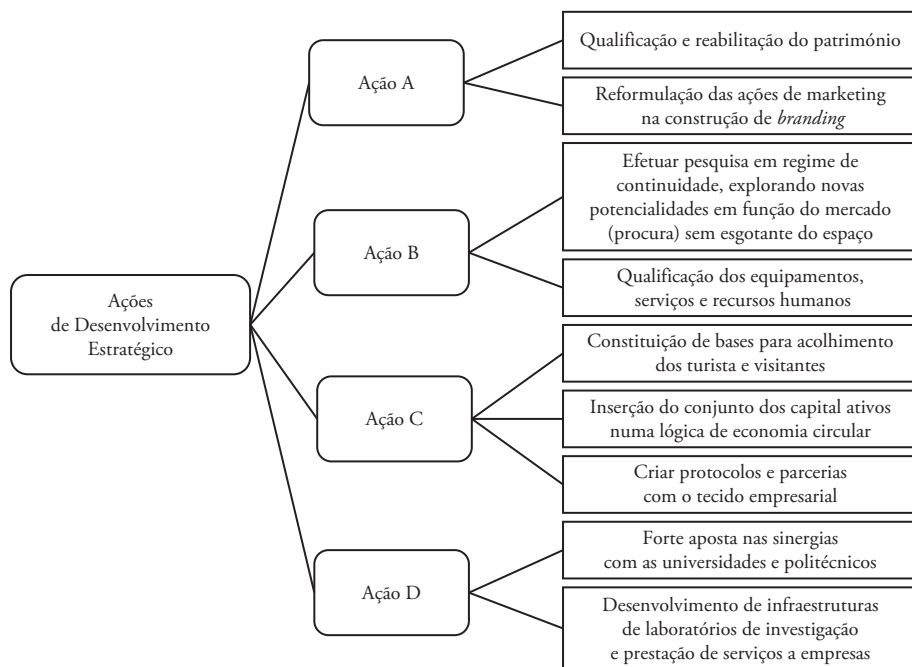 Ações
de Desenvolvimento
Estratégico
Ação A
Qualificação e reabilitação do património
Reformulação das ações de marketing
na construção de branding
Ação B
Efetuar pesquisa em regime de
continuidade, explorando novas
potencialidades em função do mercado
(procura) sem esgotante do espaço
Qualificação dos equipamentos,
serviços e recursos humanos
Ação C
Constituição de bases para acolhimento
dos turista e visitantes
Inserção do conjunto dos capital ativos
numa lógica de economia circular
Criar protocolos e parcerias
com o tecido empresarial
Ação D
Forte aposta nas sinergias
com as universidades e politécnicos
Desenvolvimento de infraestruturas
de laboratórios de investigação
e prestação de serviços a empresas